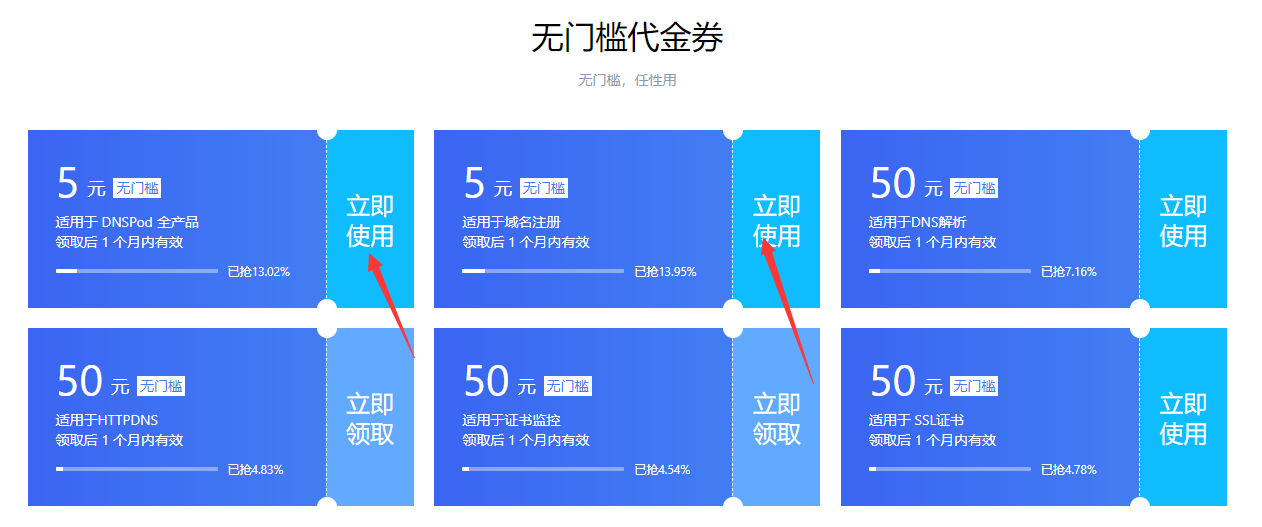 无门槛代金券
无门槛，任性用
5 元 无门槛
适用于 DNSPod 全产品
领取后 1 个月内有效
已抢13.02%
立即
使用
5 元 无门槛
适用于域名注册
领取后 1 个月内有效
已抢13.95%
立即
使用
50 元 无门槛
适用于DNS解析
领取后 1 个月内有效
已抢7.16%
立即
使用
50 元 无门槛
适用于HTTPDNS
领取后 1 个月内有效
已抢4.83%
立即
领取
50 元 无门槛
适用于证书监控
领取后 1 个月内有效
已抢4.54%
立即
领取
50 元 无门槛
适用于 SSL证书
领取后 1 个月内有效
已抢4.78%
立即
使用